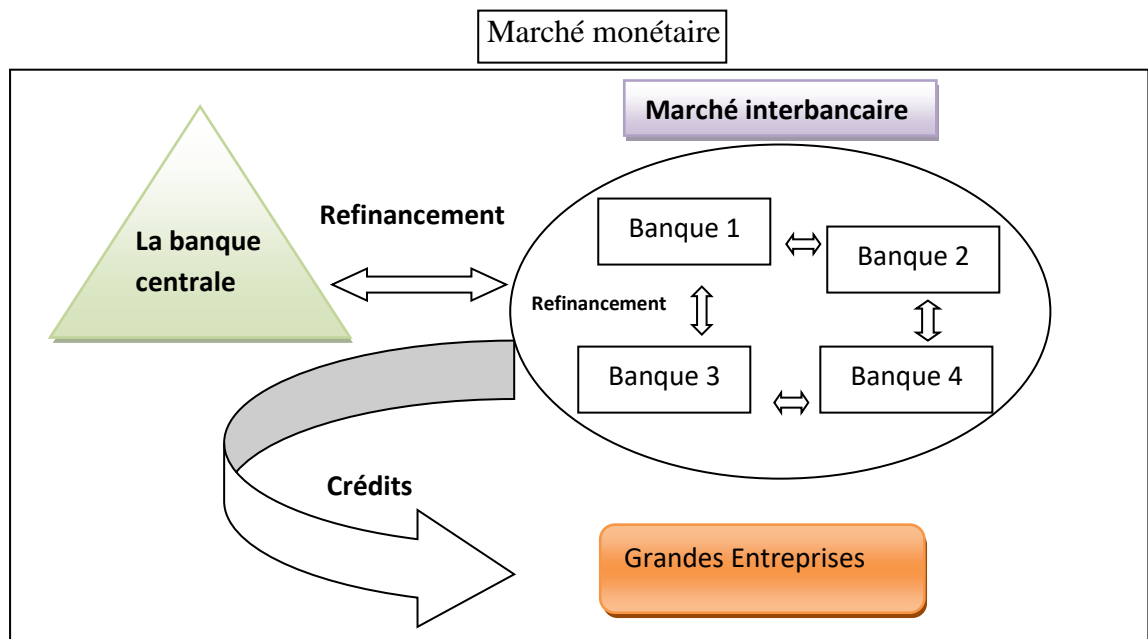 Marché monétaire
Marché interbancaire
Refinancement
La banque
centrale
Banque 1
Banque 2
Refinancement
Banque 3
Banque 4
Crédits
Grandes Entreprises